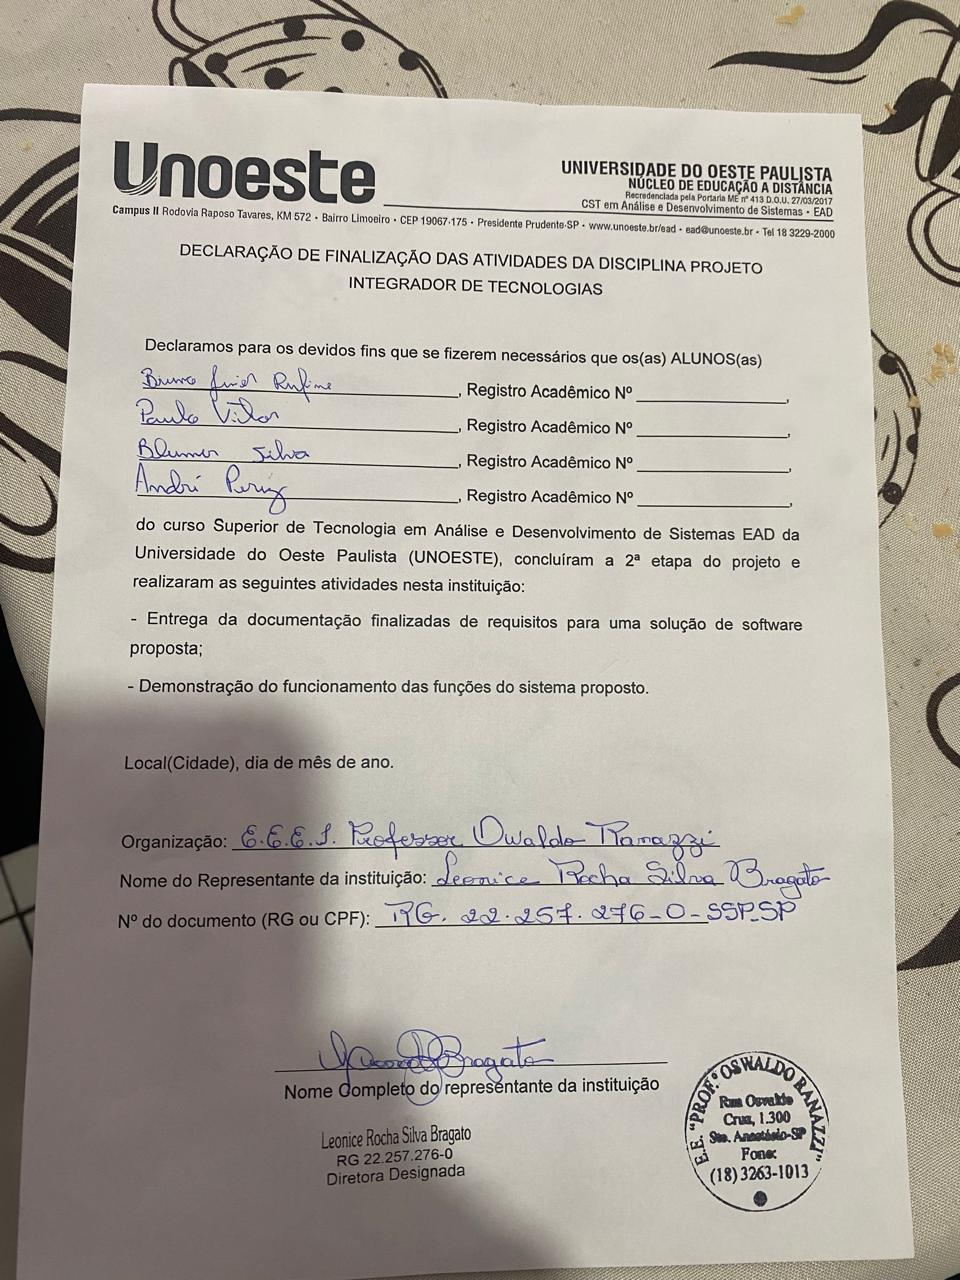 Unoeste
UNIVERSIDADE DO OESTE PAULISTA
NÚCLEO DE EDUCAÇÃO A DISTÂNCIA
Recredenciada pela Portaria ME nº 413 D.O.U. 27/03/2017
CST em Análise e Desenvolvimento de Sistemas • EAD
Campus II Rodovia Raposo Tavares, KM 572 • Bairro Limoeiro • CEP 19067-175 • Presidente Prudente-SP • www.unoeste.br/ead • ead@unoeste.br • Tel 18 3229-2000
DECLARAÇÃO DE FINALIZAÇÃO DAS ATIVIDADES DA DISCIPLINA PROJETO
INTEGRADOR DE TECNOLOGIAS
Declaramos para os devidos fins que se fizerem necessários que os(as) ALUNOS(as)
Bruno Rufino, Registro Acadêmico Nº ,
Paulo Vitor, Registro Acadêmico Nº ,
Silva, Registro Acadêmico Nº ,
André, Registro Acadêmico Nº ,
do curso Superior de Tecnologia em Análise e Desenvolvimento de Sistemas EAD da
Universidade do Oeste Paulista (UNOESTE), concluíram a 2ª etapa do projeto e
realizaram as seguintes atividades nesta instituição:
- Entrega da documentação finalizadas de requisitos para uma solução de software
proposta;
- Demonstração do funcionamento das funções do sistema proposto.
Local(Cidade), dia de mês de ano.
Organização: Professor Owaldo Ranazzi
Nome do Representante da instituição: Leonice Rocha Silva Bragato
Nº do documento (RG ou CPF): RG. 22.257.276-0-SSP-SP
Bragato
Nome Completo do representante da instituição
Leonice Rocha Silva Bragato
RG 22.257.276-0
Diretora Designada
E.E. "PROFº OSWALDO RANAZZI"
Rua Osvaldo
Cruz, 1.300
Sto. Anastácio-SP
Fone:
(18) 3263-1013